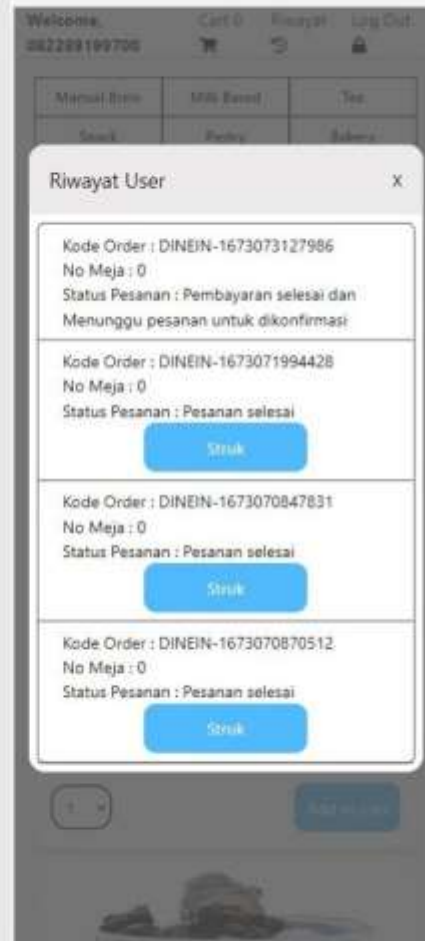 Welcome, Cart 0 Riwayat Log Out
082289199700
Manual Brew Milk Based Tea
Snack Pastry Bakery
Riwayat User X
Kode Order : DINEIN-1673073127986
No Meja : 0
Status Pesanan : Pembayaran selesai dan
Menunggu pesanan untuk dikonfirmasi
Kode Order : DINEIN-1673071994428
No Meja : 0
Status Pesanan : Pesanan selesai
Struk
Kode Order : DINEIN-1673070847831
No Meja : 0
Status Pesanan : Pesanan selesai
Struk
Kode Order : DINEIN-1673070870512
No Meja : 0
Status Pesanan : Pesanan selesai
Struk
1
Add to cart